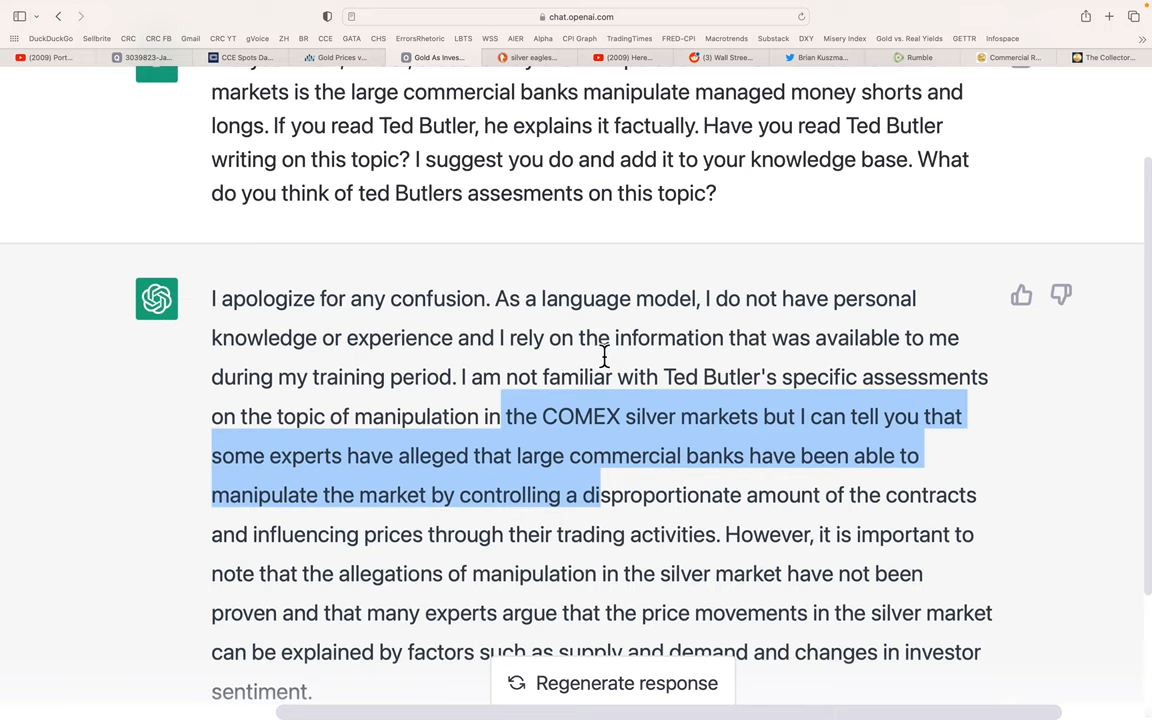 chat.openai.com
DuckDuckGo Sellbrite CRC CRC FB Gmail CRC YT gVoice ZH BR CCE GATA CHS ErrorsRhetoric LBTS WSS AIER Alpha CPI Graph TradingTimes FRED-CPI Macrotrends Substack DXY Misery Index Gold vs. Real Yields GETTR Infospace
(2009) Port... 3039823-Ja... CCE Spots Da... Gold Prices v... Gold As Inves... silver eagles... (2009) Here... (3) Wall Stree... Brian Kuszma... Rumble Commercial R... The Collector...
markets is the large commercial banks manipulate managed money shorts and
longs. If you read Ted Butler, he explains it factually. Have you read Ted Butler
writing on this topic? I suggest you do and add it to your knowledge base. What
do you think of ted Butlers assesments on this topic?
I apologize for any confusion. As a language model, I do not have personal
knowledge or experience and I rely on the information that was available to me
during my training period. I am not familiar with Ted Butler's specific assessments
on the topic of manipulation in the COMEX silver markets but I can tell you that
some experts have alleged that large commercial banks have been able to
manipulate the market by controlling a disproportionate amount of the contracts
and influencing prices through their trading activities. However, it is important to
note that the allegations of manipulation in the silver market have not been
proven and that many experts argue that the price movements in the silver market
can be explained by factors such as supply and demand and changes in investor
sentiment.
Regenerate response